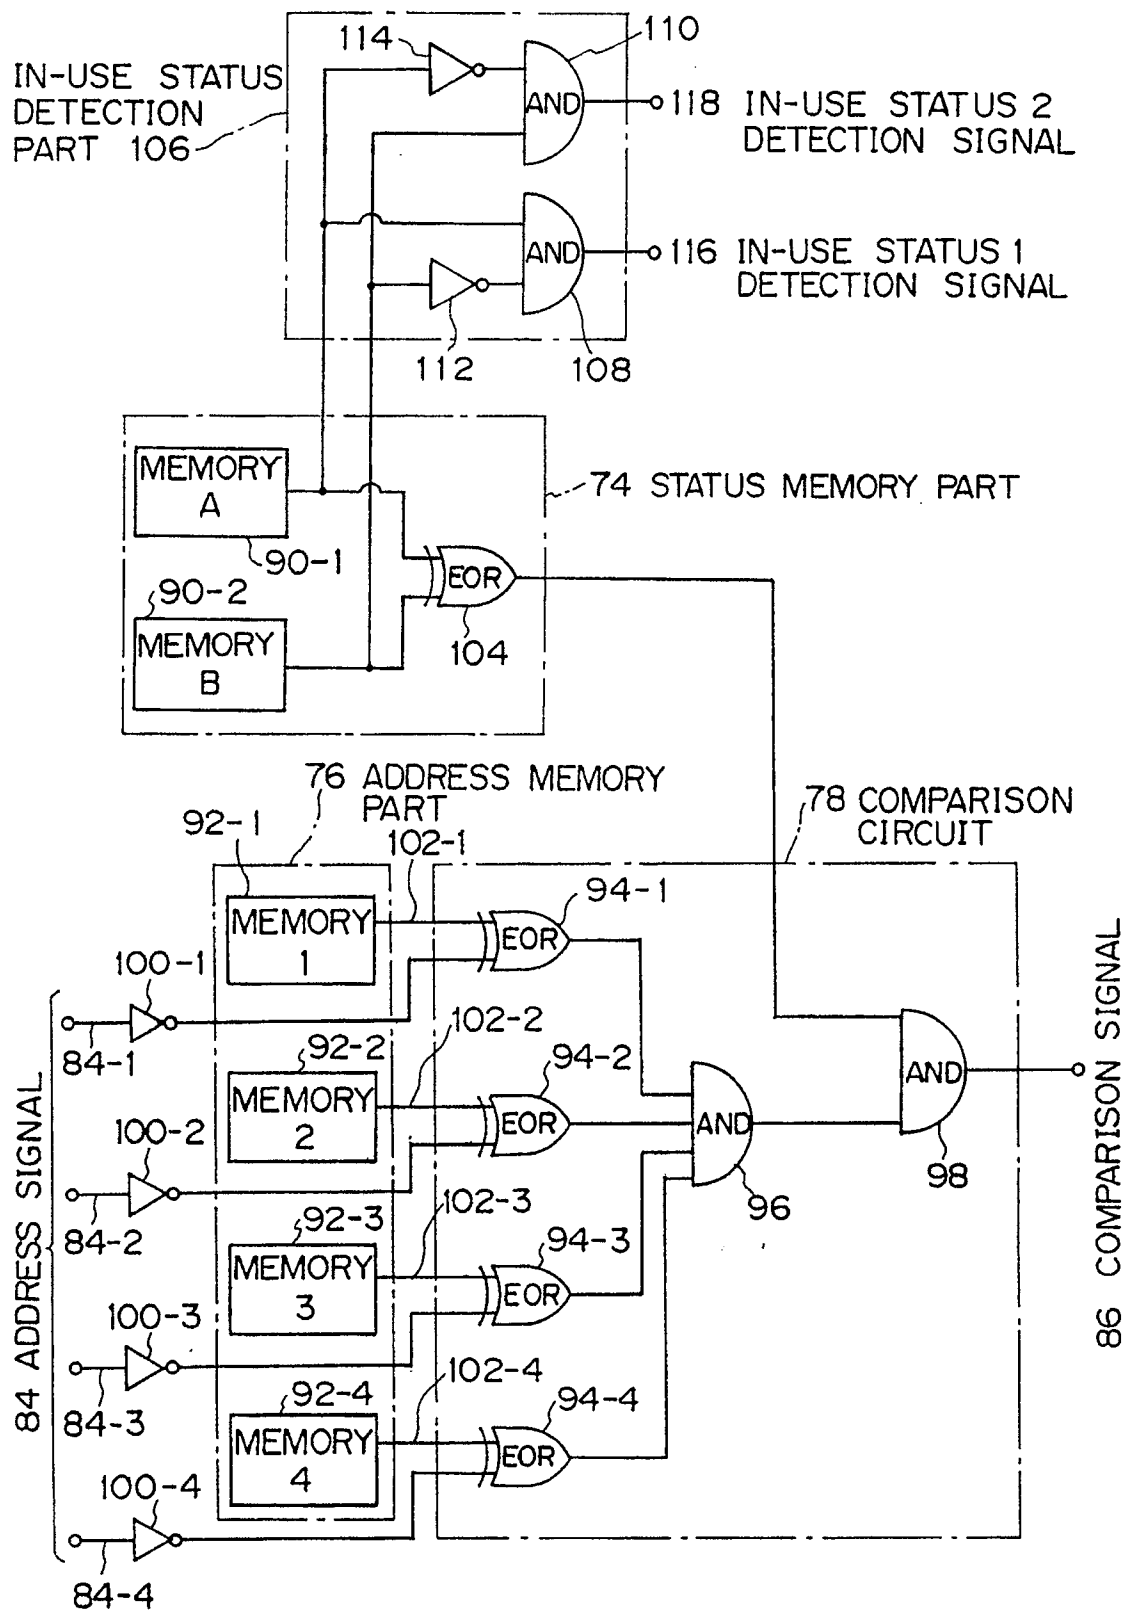 114
110
IN-USE STATUS
DETECTION
PART 106
AND
118 IN-USE STATUS 2
DETECTION SIGNAL
AND
116 IN-USE STATUS 1
DETECTION SIGNAL
112
108
MEMORY
A
74 STATUS MEMORY PART
90-1
EOR
90-2
104
MEMORY
B
76 ADDRESS MEMORY
PART
78 COMPARISON
CIRCUIT
92-1
102-1
94-1
MEMORY
1
EOR
100-1
84-1
102-2
92-2
94-2
MEMORY
2
EOR
AND
AND
100-2
98
96
84-2
102-3
92-3
94-3
MEMORY
3
EOR
100-3
84-3
102-4
92-4
94-4
MEMORY
4
EOR
100-4
84-4
84 ADDRESS SIGNAL
86 COMPARISON SIGNAL